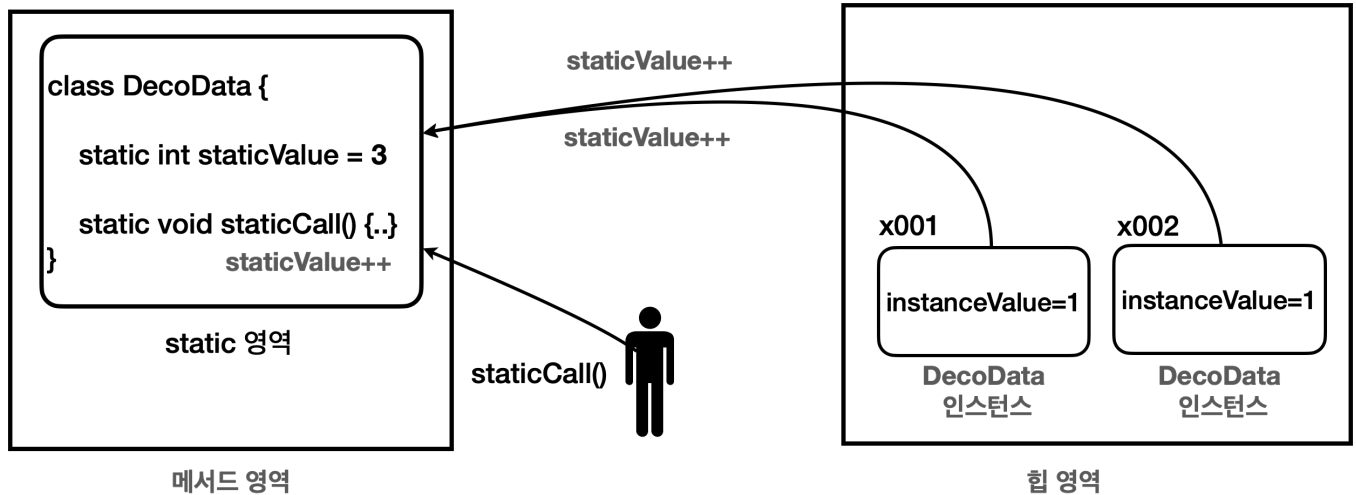 class DecoData {
static int staticValue = 3
static void staticCall() {..}
}
staticValue++
static 영역
메서드 영역
staticValue++
staticValue++
staticCall()
x001
instanceValue=1
DecoData
인스턴스
x002
instanceValue=1
DecoData
인스턴스
힙 영역